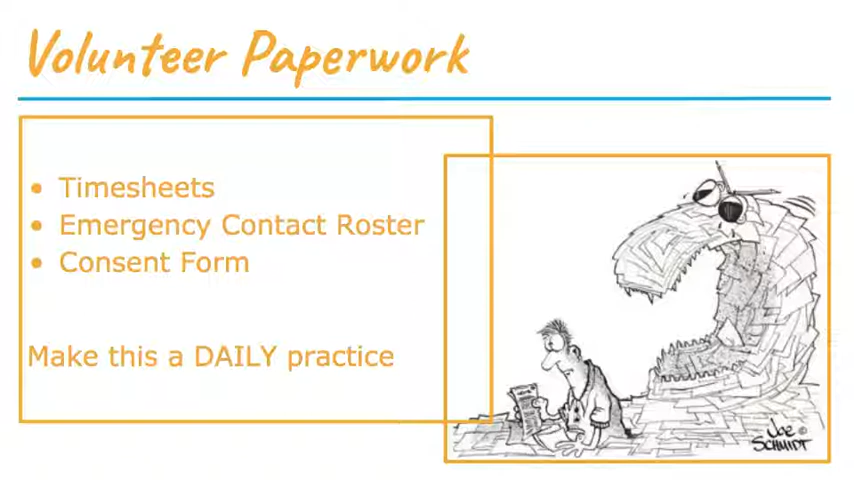 Volunteer Paperwork
• Timesheets
• Emergency Contact Roster
• Consent Form
Make this a DAILY practice
Joe ©
SCHMIDT